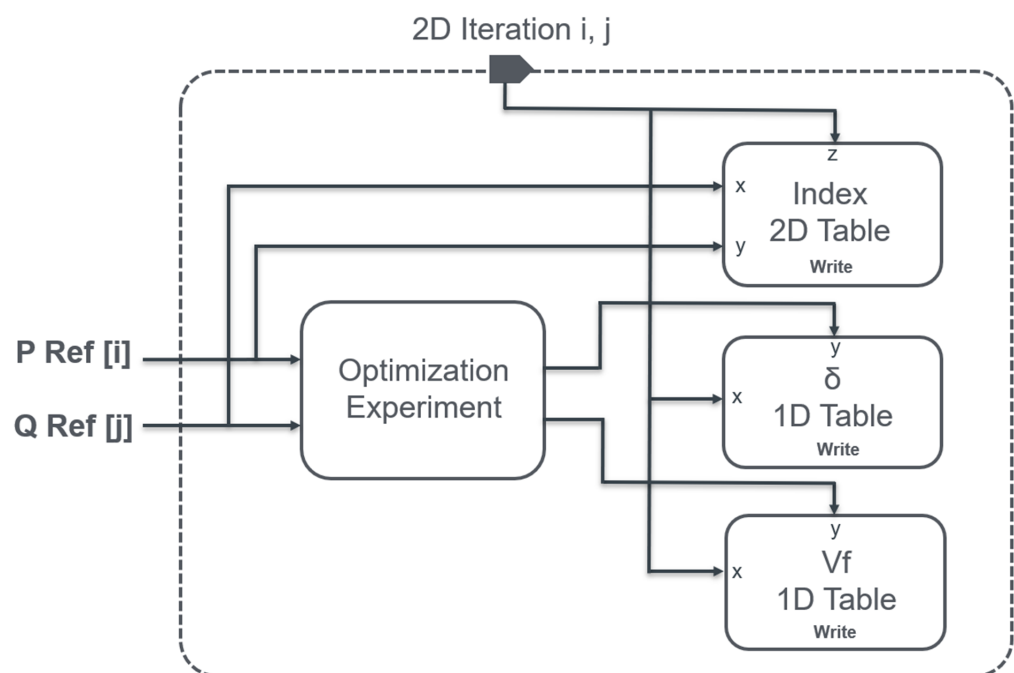 2D Iteration i, j
z
x
Index
2D Table
y
Write
P Ref [i]
Q Ref [j]
Optimization
Experiment
y
δ
x
1D Table
Write
y
Vf
x
1D Table
Write